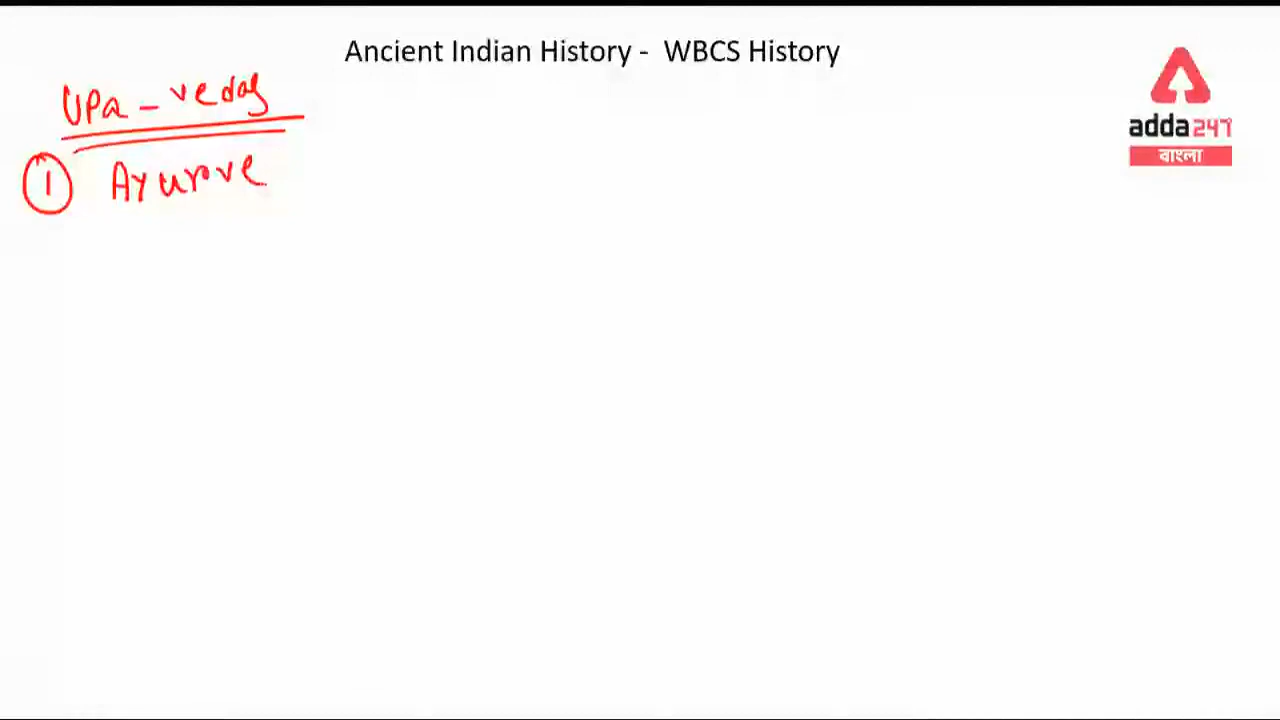 Ancient Indian History - WBCS History
Upa-vedas
1 Ayurve
adda247
বাংলা